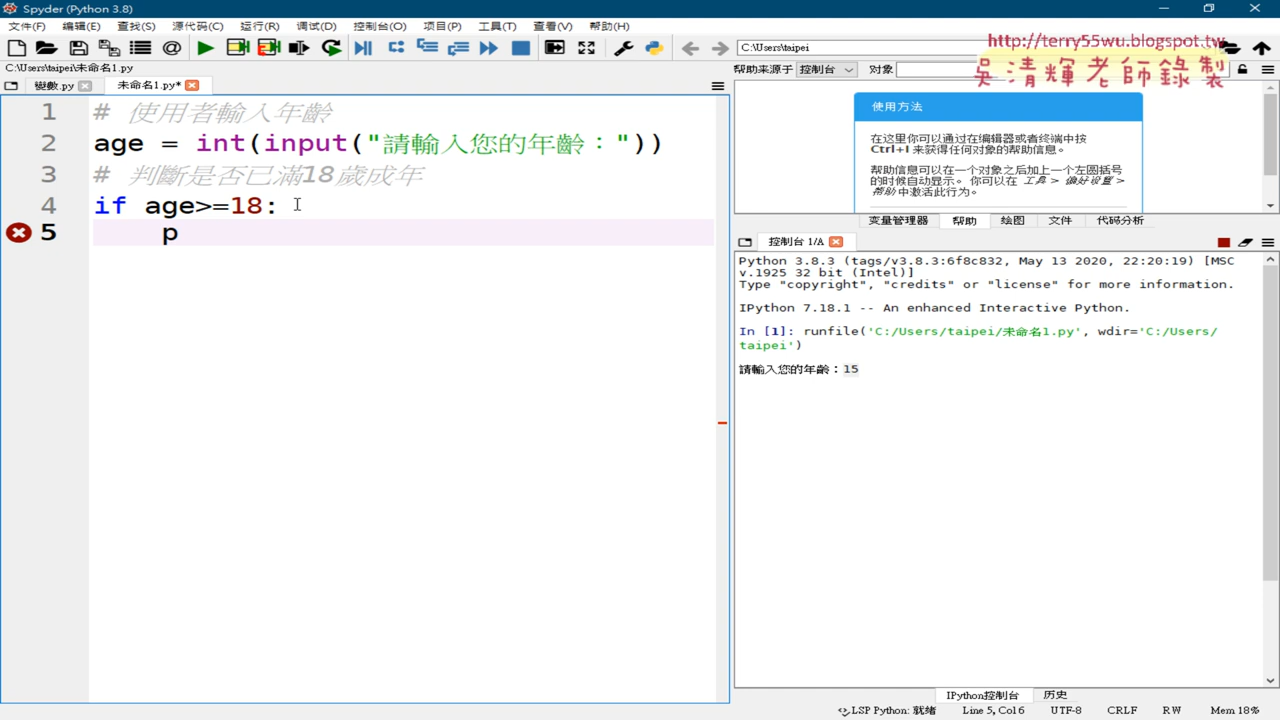 Spyder (Python 3.8)
文件(F) 编辑(E) 查找(S) 源代码(C) 运行(R) 调试(D) 控制台(O) 项目(P) 工具(T) 查看(V) 帮助(H)
C:\Users\taipei
http://terry55wu.blogspot.tw
吳清輝老師錄製
C:\Users\taipei\未命名1.py
變數.py
未命名1.py*
1 # 使用者輸入年齡
2 age = int(input("請輸入您的年齡："))
3 # 判斷是否已滿18歲成年
4 if age>=18:
5 p
帮助来源于 控制台 对象
使用方法
在这里你可以通过在编辑器或者终端中按
Ctrl+I 来获得任何对象的帮助信息。
帮助信息可以在一个对象之后加上一个左圆括号
的时候自动显示。 你可以在 工具 > 偏好设置 >
帮助 中激活此行为。
变量管理器 帮助 绘图 文件 代码分析
控制台 1/A
Python 3.8.3 (tags/v3.8.3:6f8c832, May 13 2020, 22:20:19) [MSC
v.1925 32 bit (Intel)]
Type "copyright", "credits" or "license" for more information.
IPython 7.18.1 -- An enhanced Interactive Python.
In [1]: runfile('C:/Users/taipei/未命名1.py', wdir='C:/Users/
taipei')
請輸入您的年齡：15
IPython控制台 历史
LSP Python: 就绪 Line 5, Col 6 UTF-8 CRLF RW Mem 18%